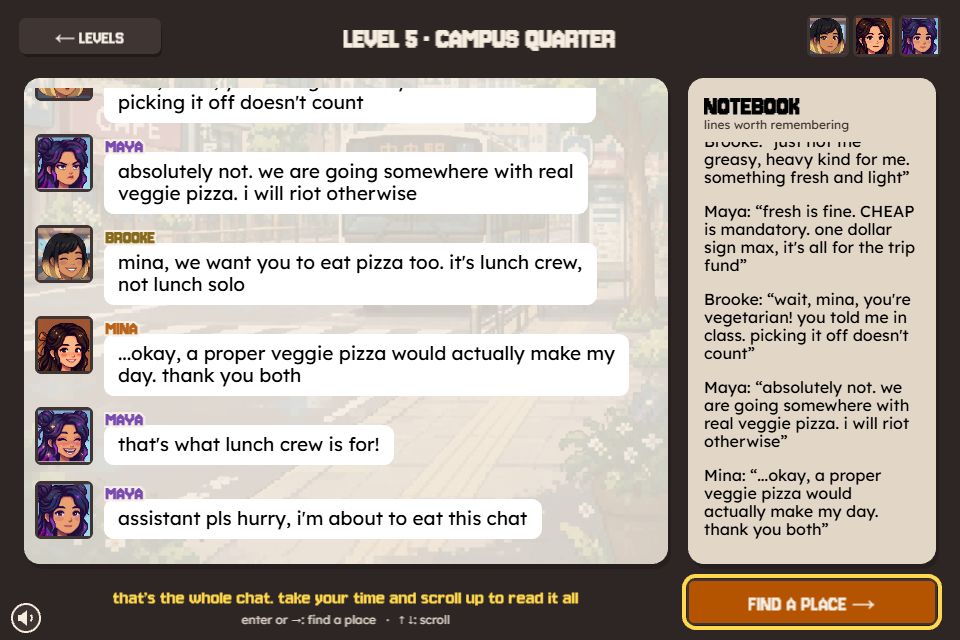 ← LEVELS
LEVEL 5 · CAMPUS QUARTER
picking it off doesn't count
MAYA
absolutely not. we are going somewhere with real
veggie pizza. i will riot otherwise
BROOKE
mina, we want you to eat pizza too. it's lunch crew,
not lunch solo
MINA
...okay, a proper veggie pizza would actually make my
day. thank you both
MAYA
that's what lunch crew is for!
MAYA
assistant pls hurry, i'm about to eat this chat
NOTEBOOK
lines worth remembering
Brooke: “just not the
greasy, heavy kind for me.
something fresh and light”
Maya: “fresh is fine. CHEAP
is mandatory. one dollar
sign max, it's all for the trip
fund”
Brooke: “wait, mina, you're
vegetarian! you told me in
class. picking it off doesn't
count”
Maya: “absolutely not. we
are going somewhere with
real veggie pizza. i will riot
otherwise”
Mina: “...okay, a proper
veggie pizza would
actually make my day.
thank you both”
that's the whole chat. take your time and scroll up to read it all
enter or →: find a place · ↑ ↓: scroll
FIND A PLACE →